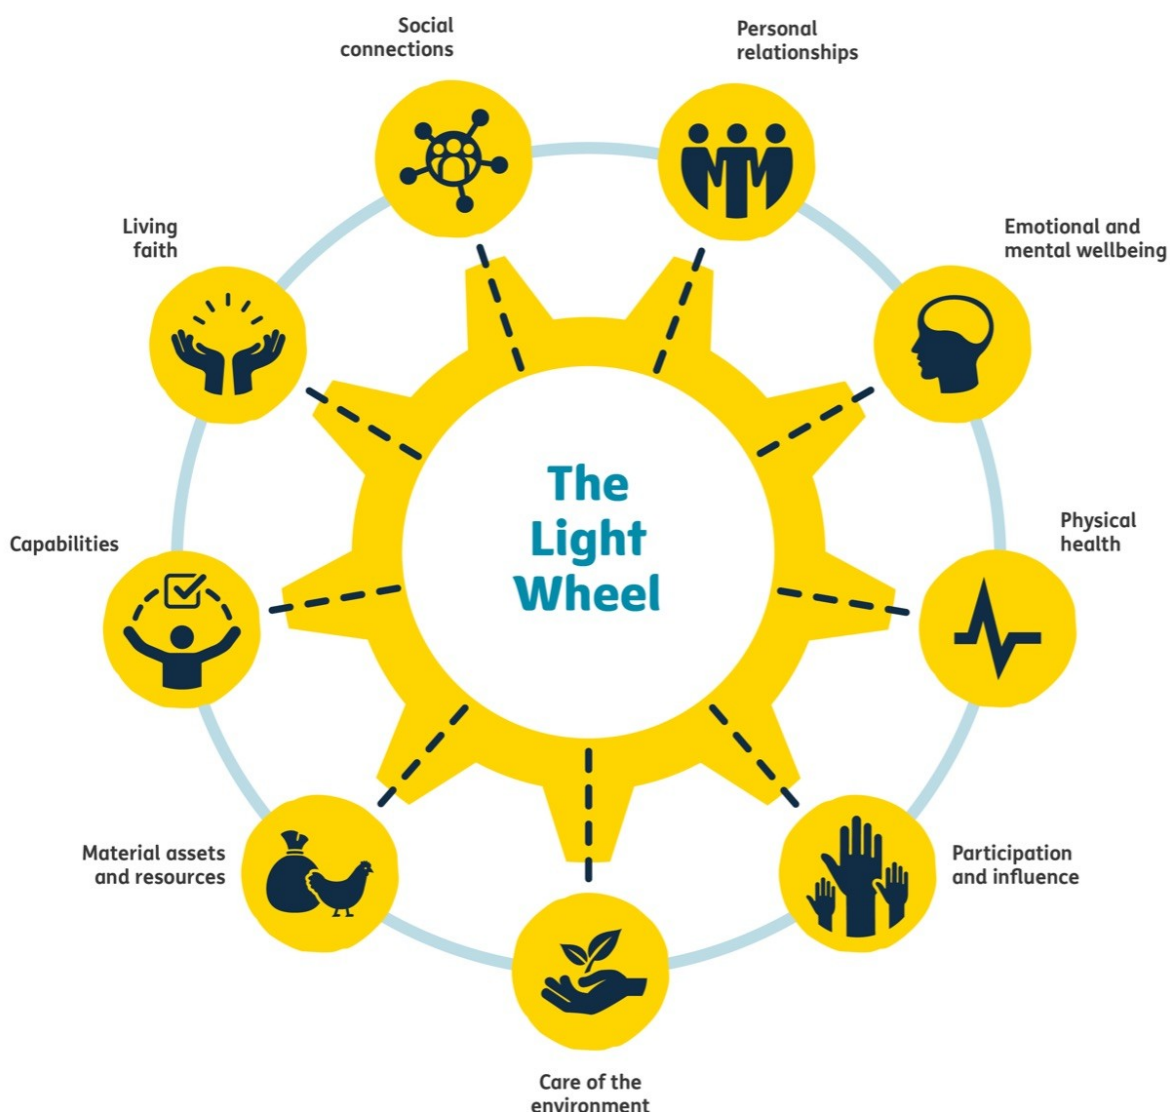 Social
connections
Personal
relationships
Living
faith
Emotional and
mental wellbeing
The
Light
Wheel
Capabilities
Physical
health
Material assets
and resources
Participation
and influence
Care of the
environment